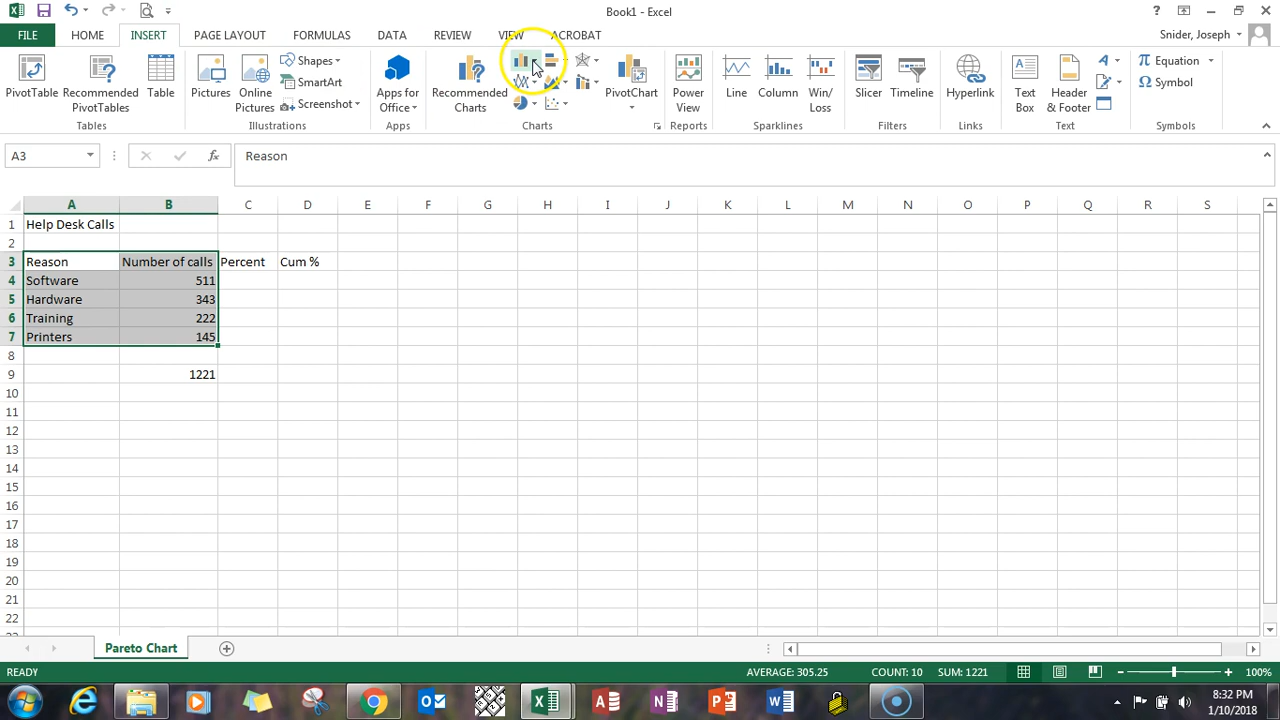 Book1 - Excel
?
FILE
HOME
INSERT
PAGE LAYOUT
FORMULAS
DATA
REVIEW
VIEW
ACROBAT
Snider, Joseph
PivotTable
Recommended PivotTables
Table
Pictures
Online Pictures
Shapes
SmartArt
Screenshot
Apps for Office
Recommended Charts
PivotChart
Power View
Line
Column
Win/Loss
Slicer
Timeline
Hyperlink
Text Box
Header & Footer
Equation
Symbol
Tables
Illustrations
Apps
Charts
Reports
Sparklines
Filters
Links
Text
Symbols
A3
fx
Reason
A B C D E F G H I J K L M N O P Q R S
1 Help Desk Calls
2
3 Reason Number of calls Percent Cum %
4 Software 511
5 Hardware 343
6 Training 222
7 Printers 145
8
9 1221
10
11
12
13
14
15
16
17
18
19
20
21
22
Pareto Chart
READY
AVERAGE: 305.25
COUNT: 10
SUM: 1221
100%
8:32 PM
1/10/2018